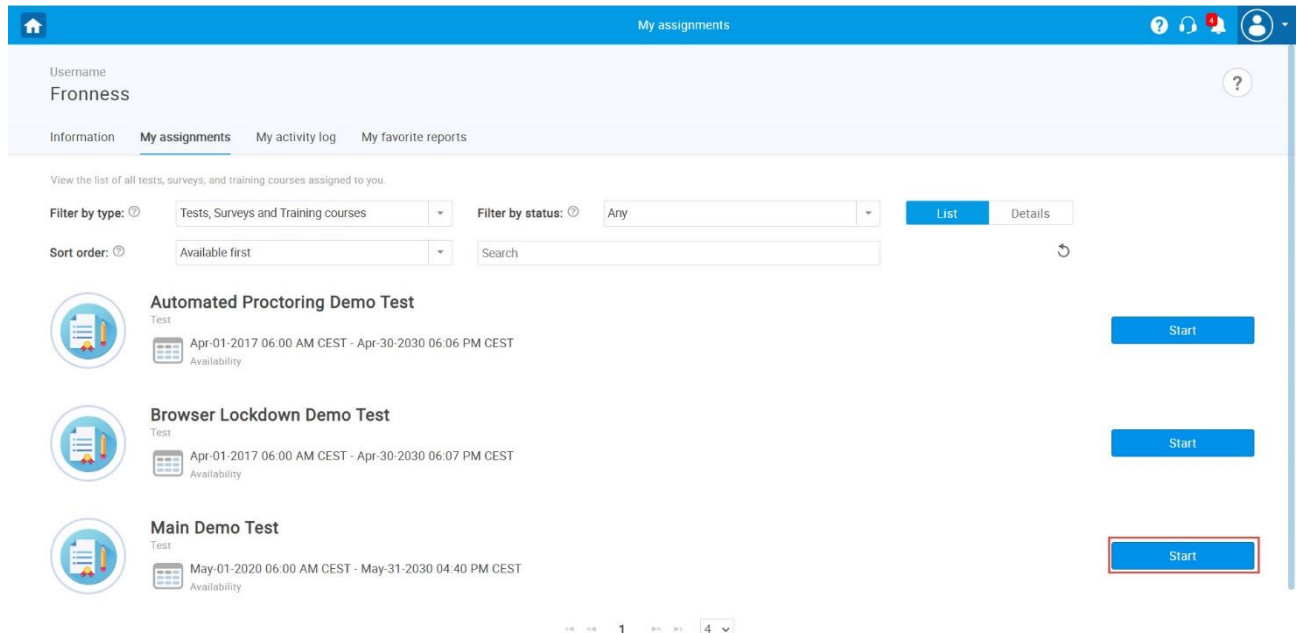 My assignments
? 4
Username
Fronness
?
Information My assignments My activity log My favorite reports
View the list of all tests, surveys, and training courses assigned to you.
Filter by type: ? Tests, Surveys and Training courses Filter by status: ? Any List Details
Sort order: ? Available first Search
Automated Proctoring Demo Test
Test
Apr-01-2017 06:00 AM CEST - Apr-30-2030 06:06 PM CEST
Availability
Start
Browser Lockdown Demo Test
Test
Apr-01-2017 06:00 AM CEST - Apr-30-2030 06:07 PM CEST
Availability
Start
Main Demo Test
Test
May-01-2020 06:00 AM CEST - May-31-2030 04:40 PM CEST
Availability
Start
1 4